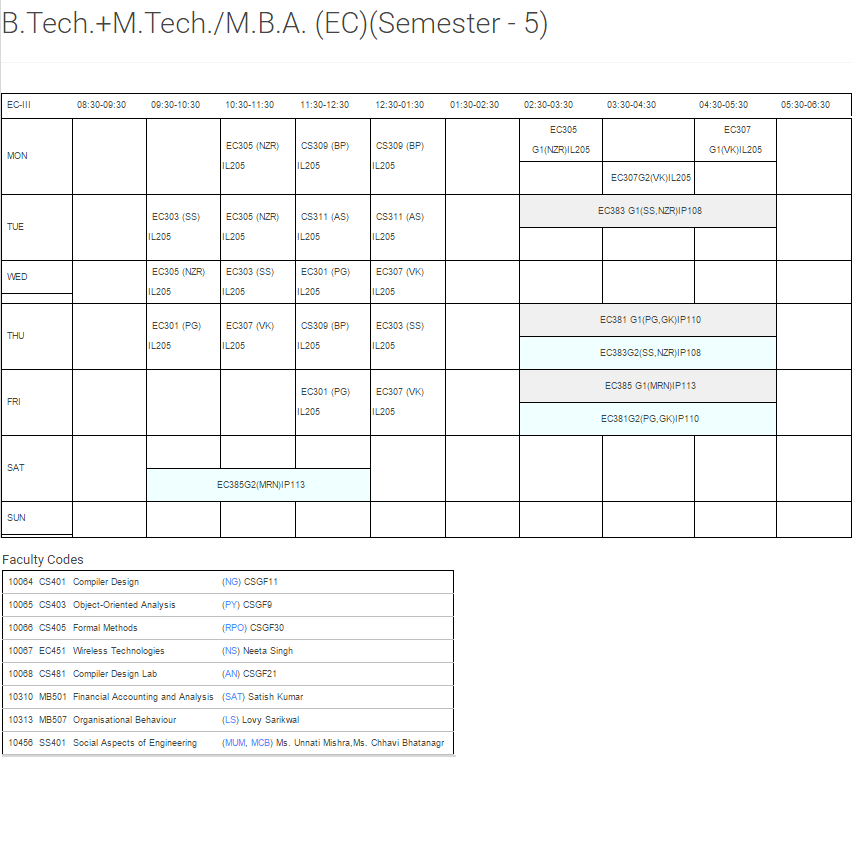 B.Tech.+M.Tech./M.B.A. (EC)(Semester - 5)
EC-III 08:30-09:30 09:30-10:30 10:30-11:30 11:30-12:30 12:30-01:30 01:30-02:30 02:30-03:30 03:30-04:30 04:30-05:30 05:30-06:30
MON
EC305 (NZR) CS309 (BP) CS309 (BP)
IL205 IL205 IL205
EC305 EC307
G1(NZR)IL205 G1(VK)IL205
EC307G2(VK)IL205
TUE
EC303 (SS) EC305 (NZR) CS311 (AS) CS311 (AS)
IL205 IL205 IL205 IL205
EC383 G1(SS,NZR)IP108
WED
EC305 (NZR) EC303 (SS) EC301 (PG) EC307 (VK)
IL205 IL205 IL205 IL205
THU
EC301 (PG) EC307 (VK) CS309 (BP) EC303 (SS)
IL205 IL205 IL205 IL205
EC381 G1(PG,GK)IP110
EC383G2(SS,NZR)IP108
FRI
EC301 (PG) EC307 (VK)
IL205 IL205
EC385 G1(MRN)IP113
EC381G2(PG,GK)IP110
SAT
EC385G2(MRN)IP113
SUN
Faculty Codes
10064 CS401 Compiler Design (NG) CSGF11
10065 CS403 Object-Oriented Analysis (PY) CSGF9
10066 CS405 Formal Methods (RPO) CSGF30
10067 EC451 Wireless Technologies (NS) Neeta Singh
10068 CS481 Compiler Design Lab (AN) CSGF21
10310 MB501 Financial Accounting and Analysis (SAT) Satish Kumar
10313 MB507 Organisational Behaviour (LS) Lovy Sarikwal
10456 SS401 Social Aspects of Engineering (MUM, MCB) Ms. Unnati Mishra,Ms. Chhavi Bhatanagr